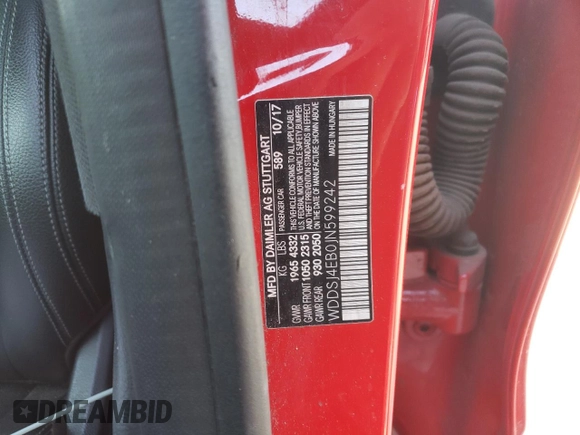 MFD BY DAIMLER AG STUTTGART
PASSENGER CAR 589 10/17
KG LBS
GVWR 1965 4332
GAWR FRONT 1050 2315
GAWR REAR 930 2050
THIS VEHICLE CONFORMS TO ALL APPLICABLE
U.S. FEDERAL MOTOR VEHICLE SAFETY, BUMPER
AND THEFT PREVENTION STANDARDS IN EFFECT
ON THE DATE OF MANUFACTURE SHOWN ABOVE
WDDSJ4EB0JN599242
MADE IN HUNGARY
DREAMBID